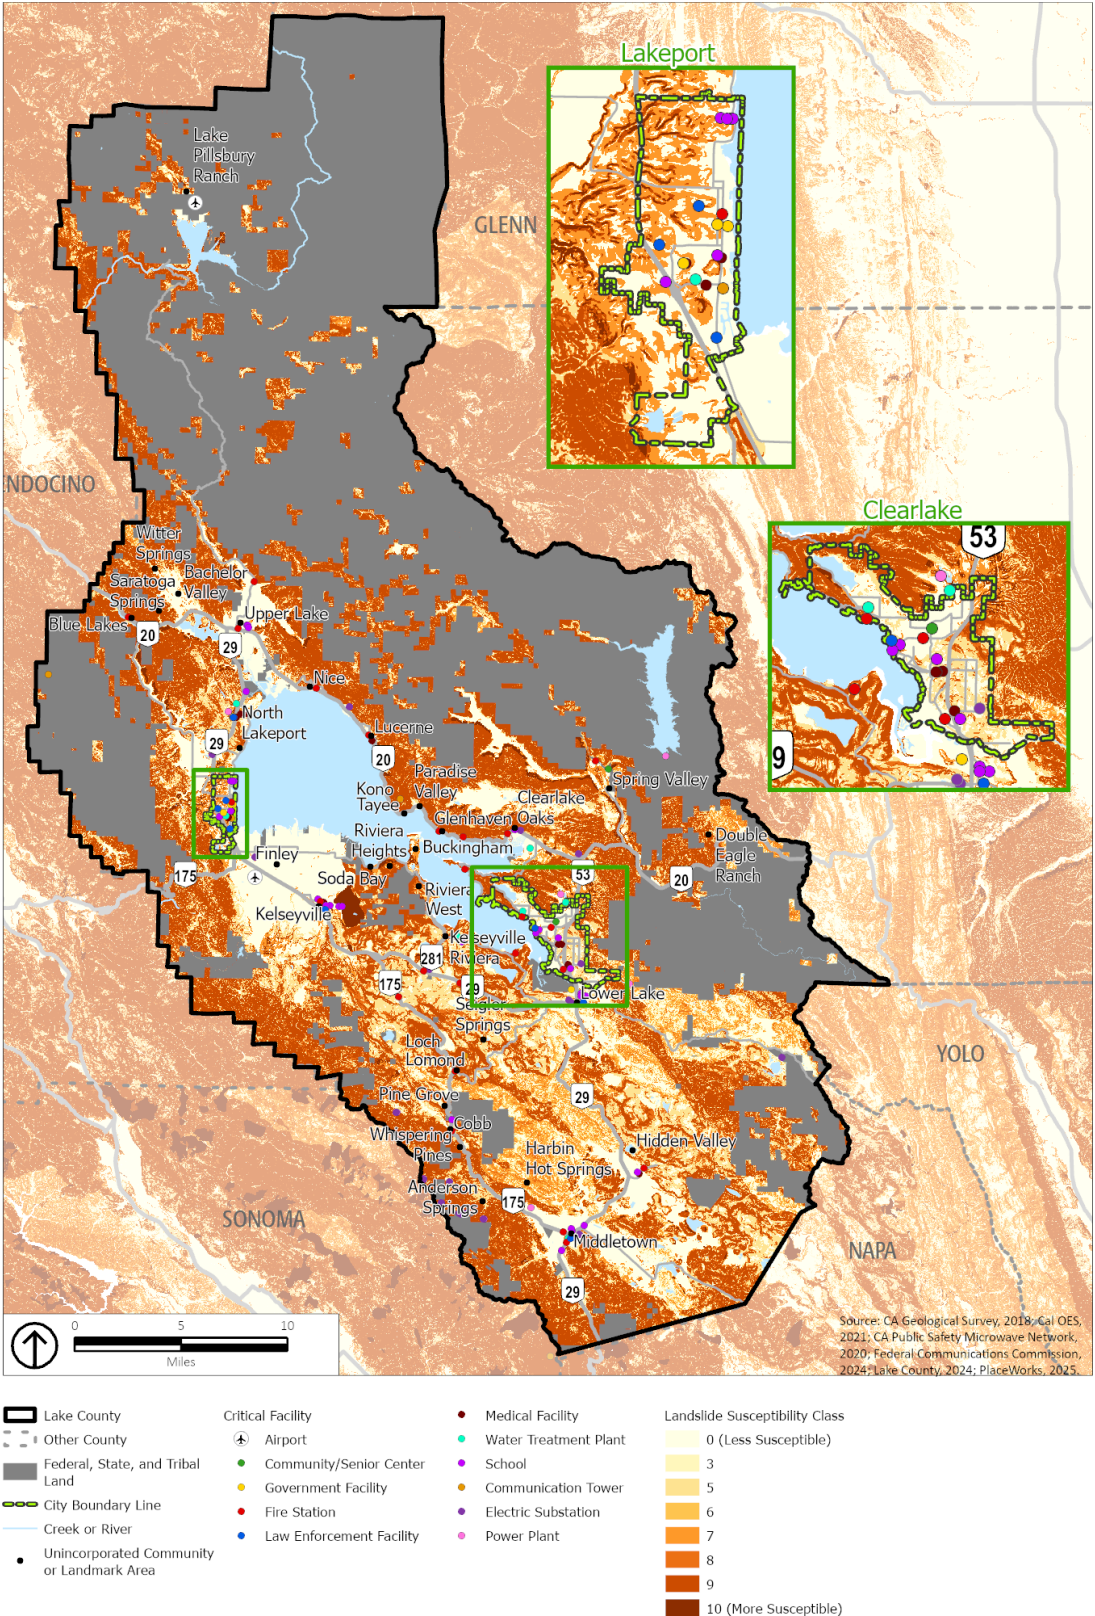 Lakeport
Lake
Pillsbury
Ranch
GLENN
ENDOCINO
Clearlake
53
9
Witter
Springs
Saratoga
Springs
Bachelor
Valley
Blue Lakes
20
Upper Lake
29
Nice
North
Lakeport
29
Lucerne
20
Paradise
Valley
Kono
Tayee
Clearlake
Oaks
Spring Valley
Glenhaven
Riviera
Heights
Buckingham
Double
Eagle
Ranch
Finley
175
Soda Bay
53
20
Riviera
West
Kelseyville
Kelseyville
Riviera
281
175
29
Lower Lake
Seigler
Springs
Loch
Lomond
YOLO
Pine Grove
29
Cobb
Whispering
Pines
Hidden Valley
Harbin
Hot Springs
Anderson
Springs
175
SONOMA
Middletown
NAPA
29
0 5 10
Miles
Source: CA Geological Survey, 2018; Cal OES,
2021; CA Public Safety Microwave Network,
2020; Federal Communications Commission,
2024; Lake County, 2024; PlaceWorks, 2025.
Lake County
Other County
Federal, State, and Tribal
Land
City Boundary Line
Creek or River
Unincorporated Community
or Landmark Area
Critical Facility
Airport
Community/Senior Center
Government Facility
Fire Station
Law Enforcement Facility
Medical Facility
Water Treatment Plant
School
Communication Tower
Electric Substation
Power Plant
Landslide Susceptibility Class
0 (Less Susceptible)
3
5
6
7
8
9
10 (More Susceptible)